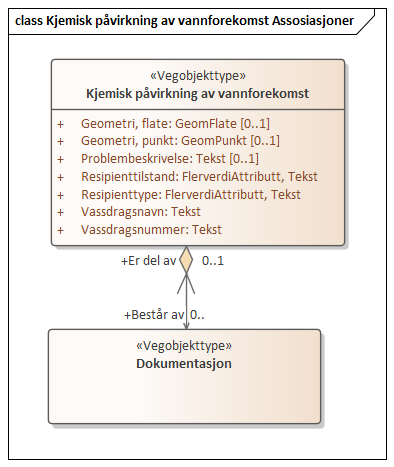 class Kjemisk påvirkning av vannforekomst Assosiasjoner
«Vegobjekttype»
Kjemisk påvirkning av vannforekomst
+ Geometri, flate: GeomFlate [0..1]
+ Geometri, punkt: GeomPunkt [0..1]
+ Problembeskrivelse: Tekst [0..1]
+ Resipienttilstand: FlerverdiAttributt, Tekst
+ Resipienttype: FlerverdiAttributt, Tekst
+ Vassdragsnavn: Tekst
+ Vassdragsnummer: Tekst
+Er del av 0..1
+Består av 0..
«Vegobjekttype»
Dokumentasjon